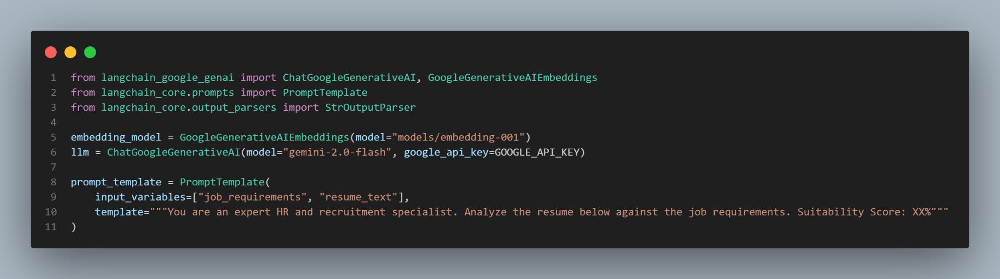 1 from langchain_google_genai import ChatGoogleGenerativeAI, GoogleGenerativeAIEmbeddings
2 from langchain_core.prompts import PromptTemplate
3 from langchain_core.output_parsers import StrOutputParser
4
5 embedding_model = GoogleGenerativeAIEmbeddings(model="models/embedding-001")
6 llm = ChatGoogleGenerativeAI(model="gemini-2.0-flash", google_api_key=GOOGLE_API_KEY)
7
8 prompt_template = PromptTemplate(
9     input_variables=["job_requirements", "resume_text"],
10     template="""You are an expert HR and recruitment specialist. Analyze the resume below against the job requirements. Suitability Score: XX%"""
11 )